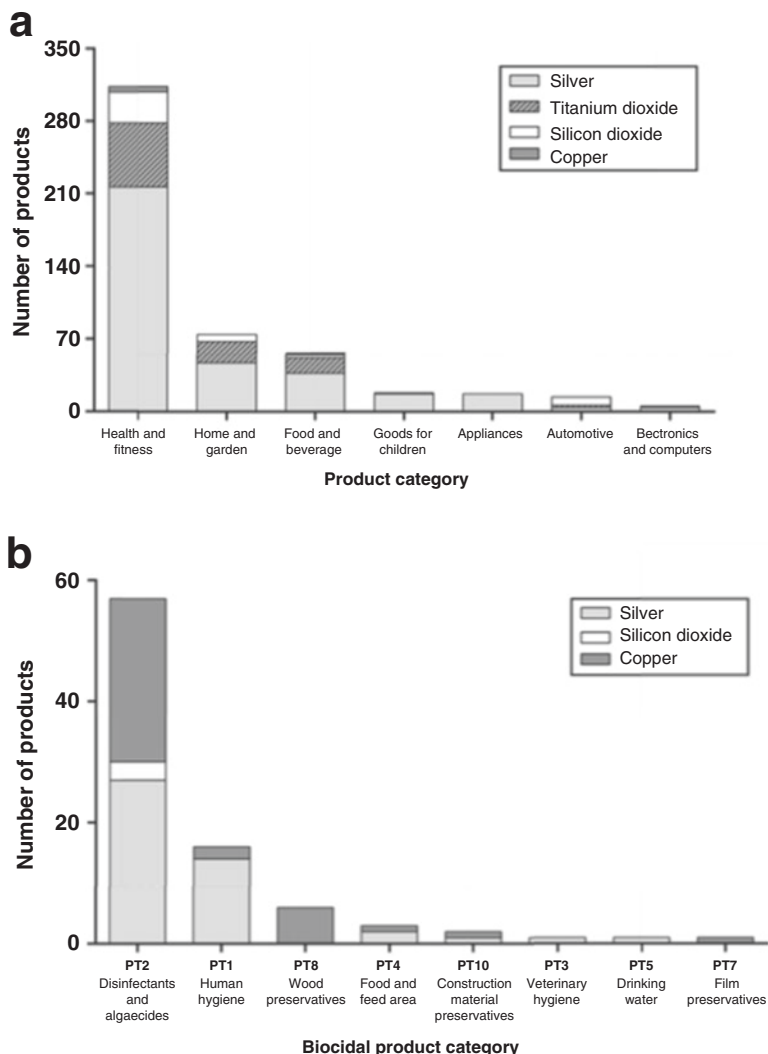 a
350
280
210
140
70
0
Number of products
Silver
Titanium dioxide
Silicon dioxide
Copper
Health and
fitness
Home and
garden
Food and
beverage
Goods for
children
Appliances
Automotive
Bectronics
and computers
Product category
b
60
40
20
0
Number of products
Silver
Silicon dioxide
Copper
PT2
Disinfectants
and
algaecides
PT1
Human
hygiene
PT8
Wood
preservatives
PT4
Food and
feed area
PT10
Construction
material
preservatives
PT3
Veterinary
hygiene
PT5
Drinking
water
PT7
Film
preservatives
Biocidal product category